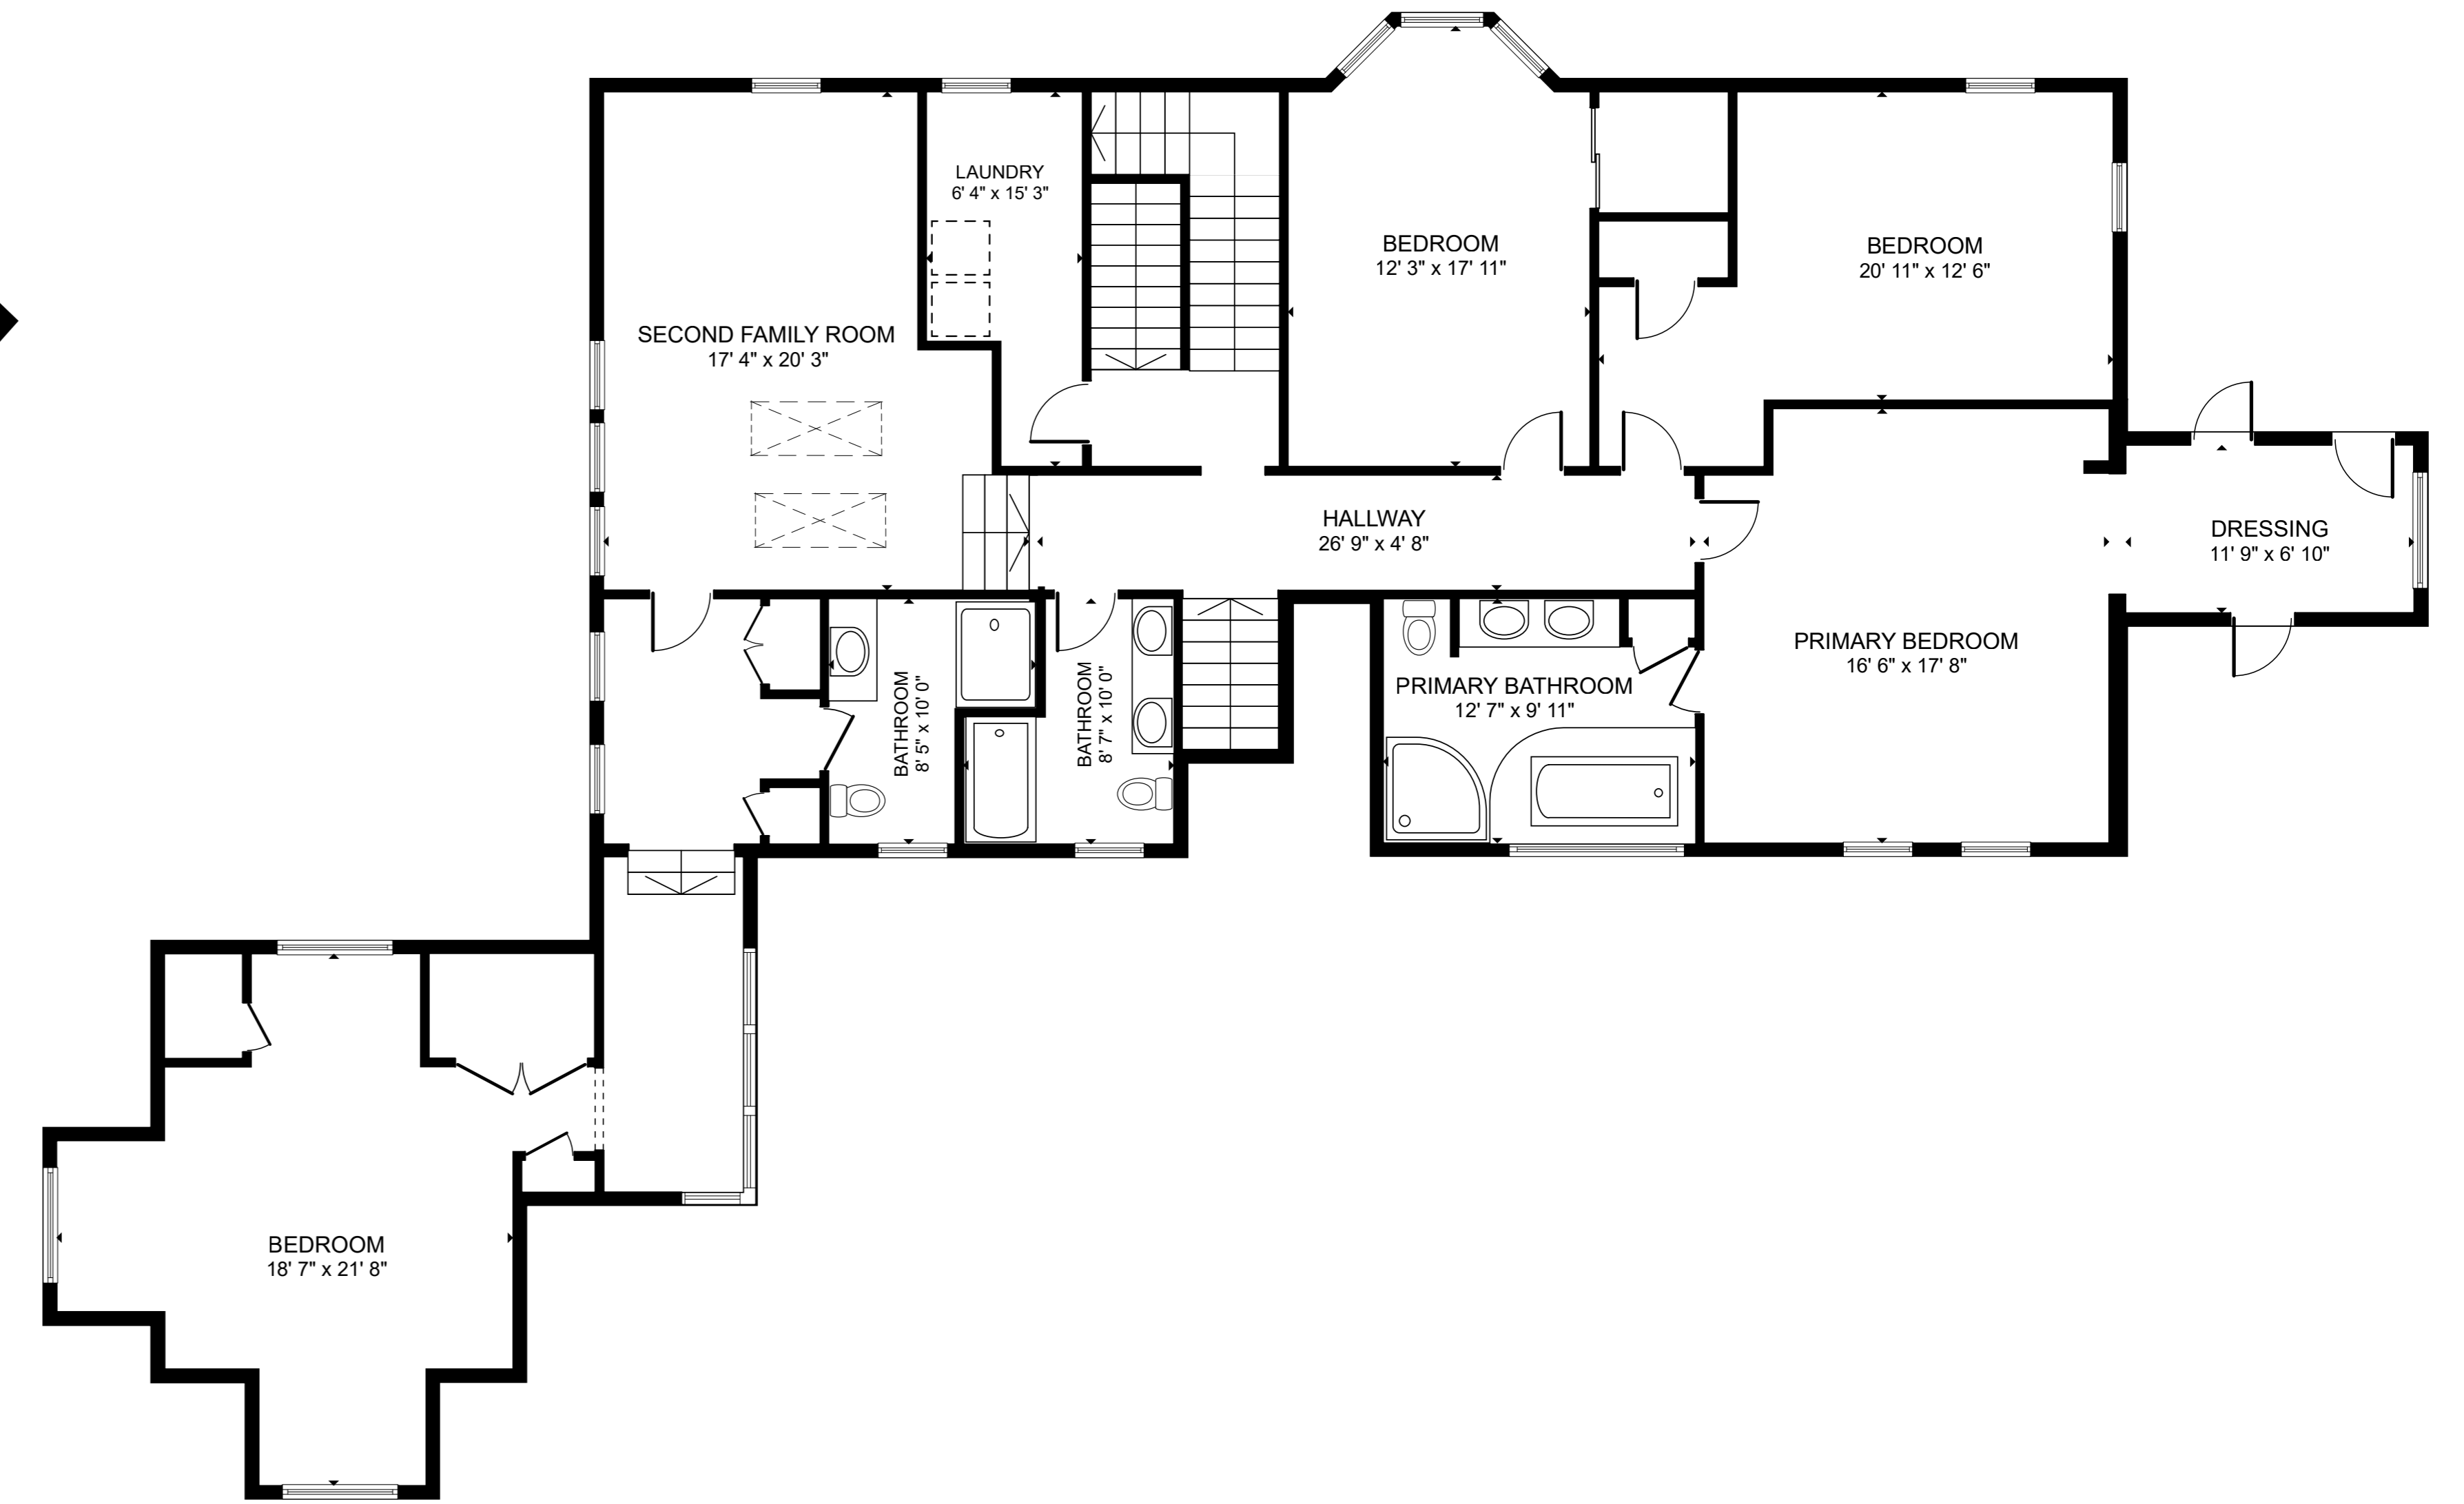 LAUNDRY
6' 4" x 15' 3"
BEDROOM
12' 3" x 17' 11"
BEDROOM
20' 11" x 12' 6"
SECOND FAMILY ROOM
17' 4" x 20' 3"
HALLWAY
26' 9" x 4' 8"
DRESSING
11' 9" x 6' 10"
PRIMARY BEDROOM
16' 6" x 17' 8"
PRIMARY BATHROOM
12' 7" x 9' 11"
BATHROOM
8' 5" x 10' 0"
BATHROOM
8' 7" x 10' 0"
BEDROOM
18' 7" x 21' 8"